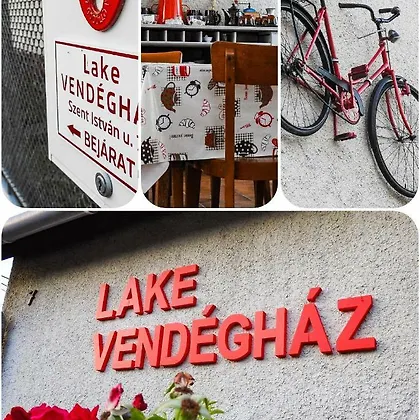 Lake
VENDÉGHÁ
Szent István u.
BEJÁRAT
LAKE
VENDÉGHÁZ